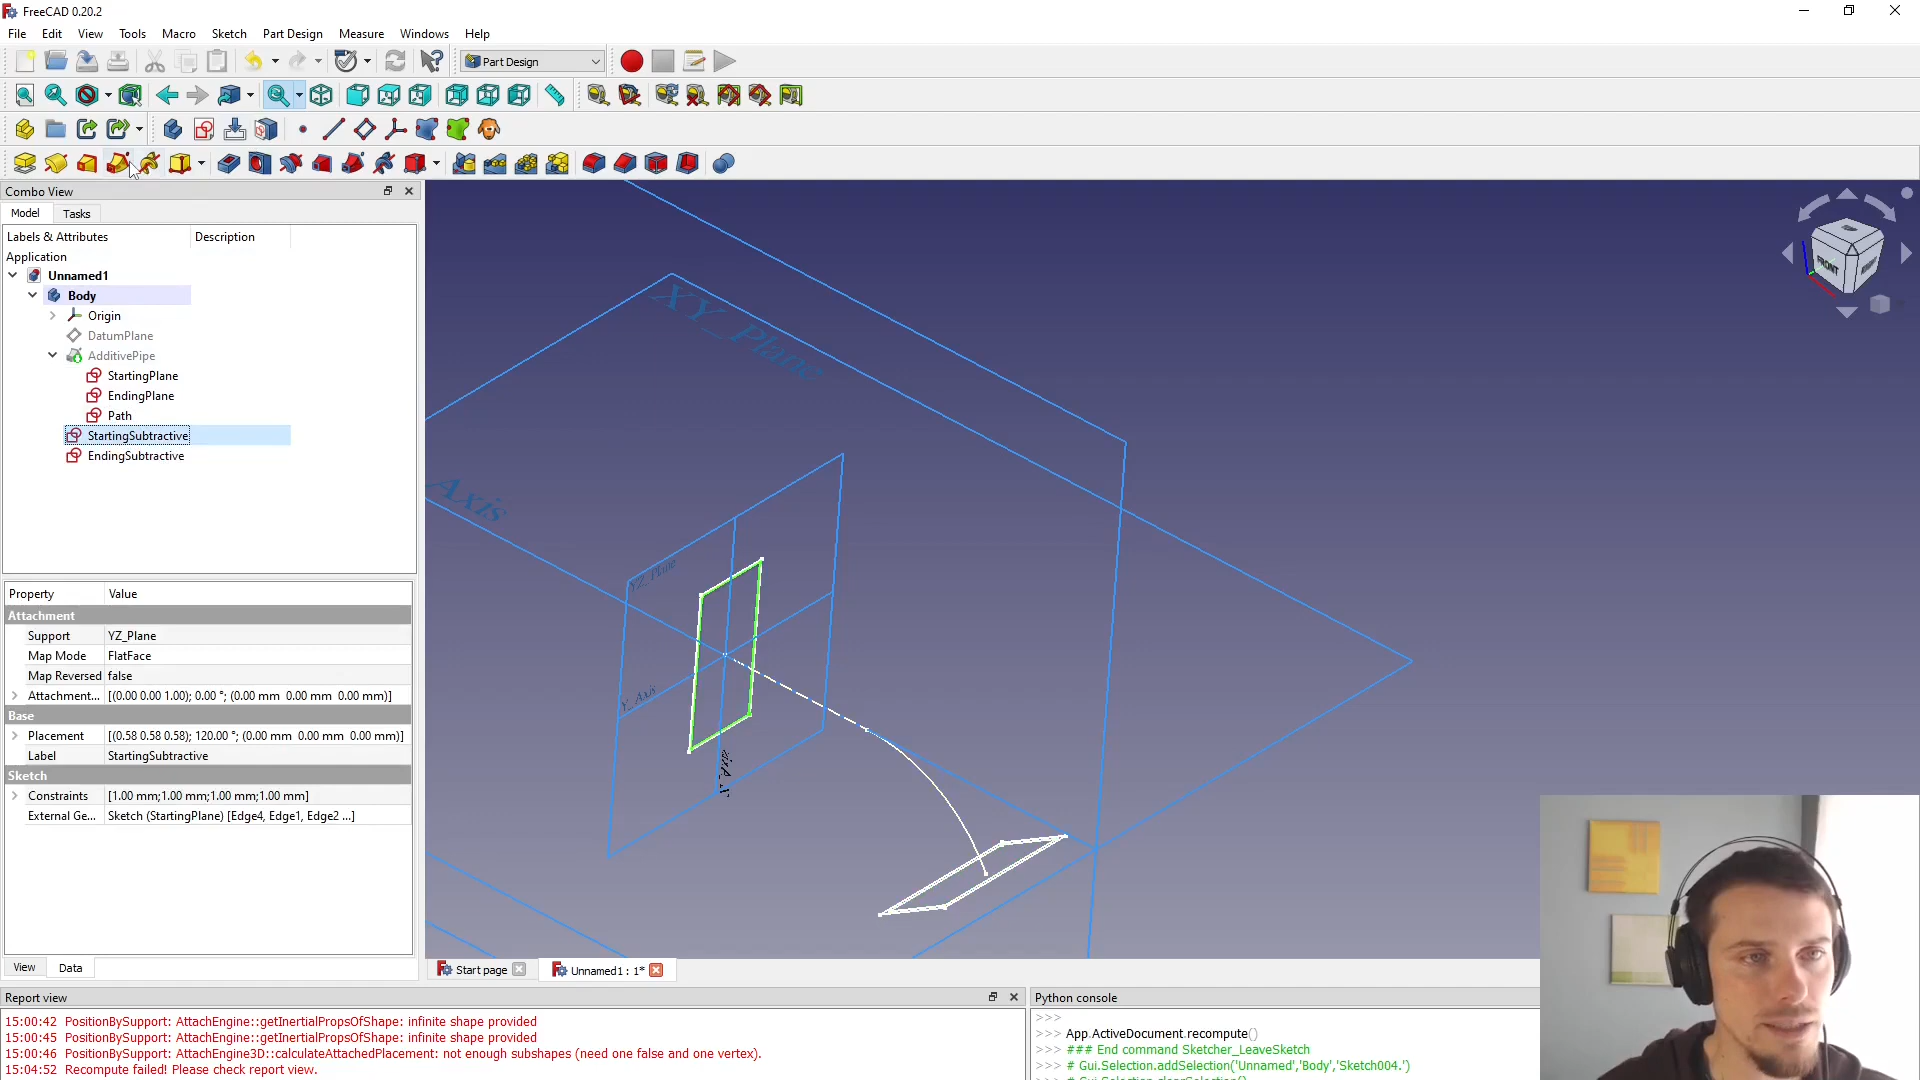 FreeCAD 0.20.2
File Edit View Tools Macro Sketch Part Design Measure Windows Help
Part Design
Combo View
Model Tasks
Labels & Attributes Description
Application
Unnamed1
Body
Origin
DatumPlane
AdditivePipe
StartingPlane
EndingPlane
Path
StartingSubtractive
EndingSubtractive
Property Value
Attachment
Support YZ_Plane
Map Mode FlatFace
Map Reversed false
Attachment... [(0.00 0.00 1.00); 0.00 °; (0.00 mm 0.00 mm 0.00 mm)]
Base
Placement [(0.58 0.58 0.58); 120.00 °; (0.00 mm 0.00 mm 0.00 mm)]
Label StartingSubtractive
Sketch
Constraints [1.00 mm;1.00 mm;1.00 mm;1.00 mm]
External Ge... Sketch (StartingPlane) [Edge4, Edge1, Edge2 ...]
View Data
XY_Plane
Axis
YZ_Plane
Y_Axis
FRONT
Start page
Unnamed1 : 1*
Report view
15:00:42 PositionBySupport: AttachEngine::getInertialPropsOfShape: infinite shape provided
15:00:45 PositionBySupport: AttachEngine::getInertialPropsOfShape: infinite shape provided
15:00:46 PositionBySupport: AttachEngine3D::calculateAttachedPlacement: not enough subshapes (need one false and one vertex).
15:04:52 Recompute failed! Please check report view.
Python console
>>>
>>> App.ActiveDocument.recompute()
>>> ### End command Sketcher_LeaveSketch
>>> # Gui.Selection.addSelection('Unnamed','Body','Sketch004.')
>>> # Gui.Selection.clearSelection()